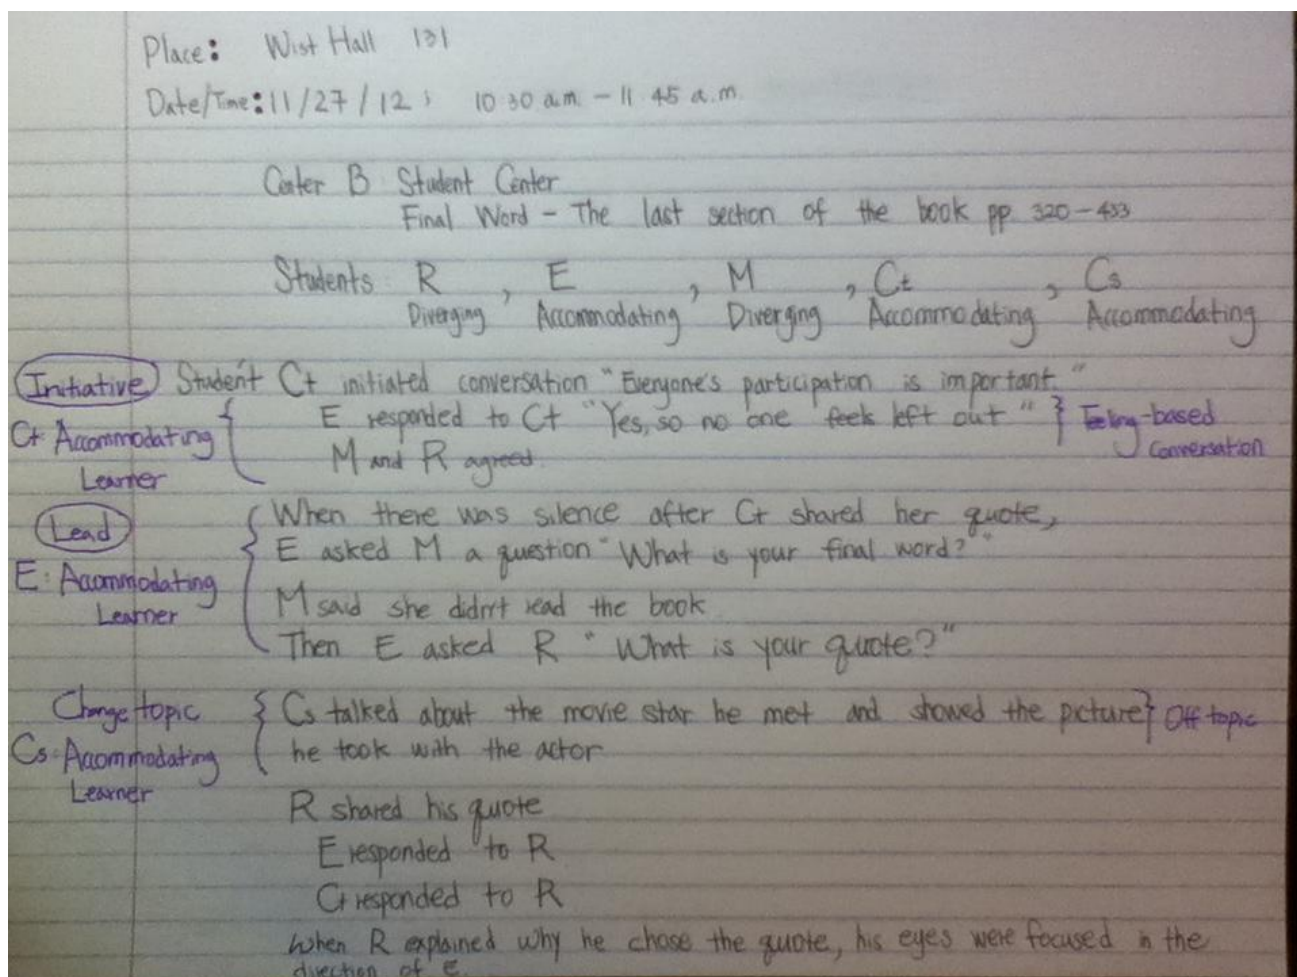 Place: Wist Hall 131
Date/Time: 11/27/12; 10:30 a.m. - 11:45 a.m.
Center B Student Center
Final Word - The last section of the book pp 320-433
Students R , E , M , Ct , Cs
Diverging Accommodating Diverging Accommodating Accommodating
Initiative Student Ct initiated conversation "Everyone's participation is important."
Ct Accommodating Learner
E responded to Ct "Yes, so no one feels left out"
M and R agreed.
Feeling-based
Conversation
Lead
E: Accommodating
Learner
When there was silence after Ct shared her quote,
E asked M a question "What is your final word?"
M said she didn't read the book
Then E asked R "What is your quote?"
Change topic
Cs: Accommodating
Learner
Cs talked about the movie star he met and showed the picture
he took with the actor
Off topic
R shared his quote
E responded to R
Ct responded to R
When R explained why he chose the quote, his eyes were focused in the
direction of E.